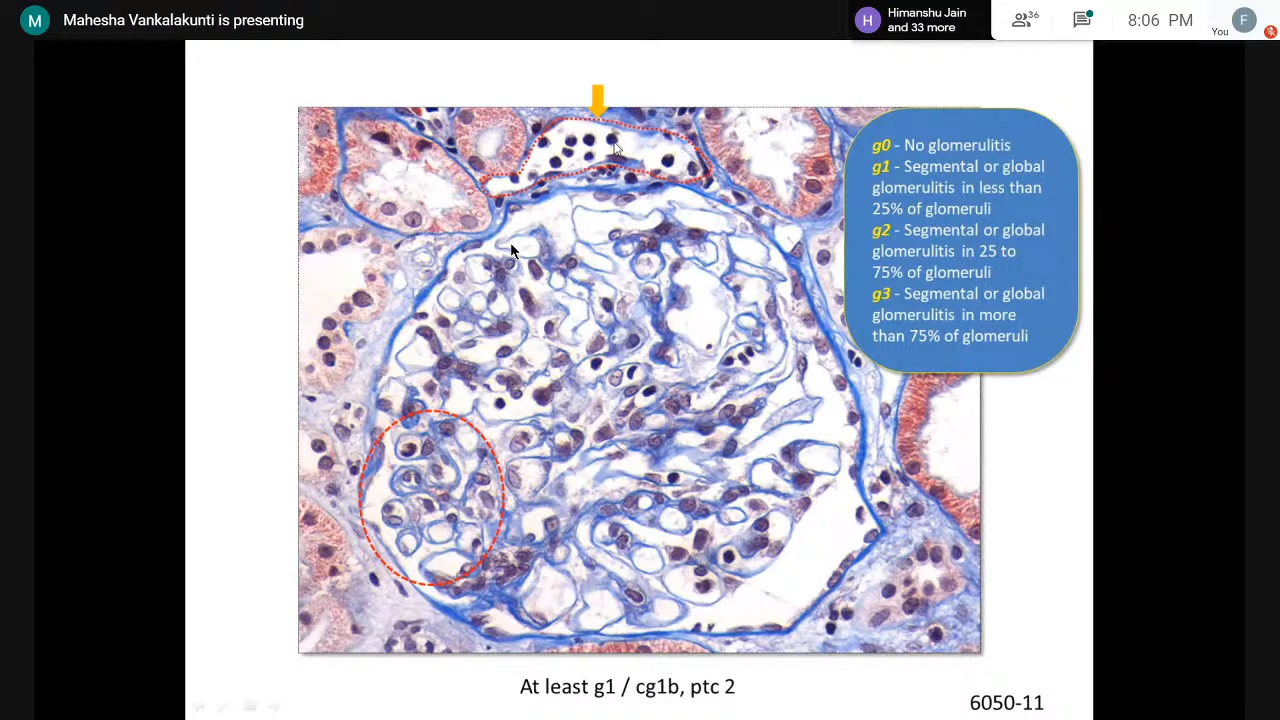 M Mahesha Vankalakunti is presenting
H Himanshu Jain
and 33 more
36
8:06 PM
You
F
g0 - No glomerulitis
g1 - Segmental or global
glomerulitis in less than
25% of glomeruli
g2 - Segmental or global
glomerulitis in 25 to
75% of glomeruli
g3 - Segmental or global
glomerulitis in more
than 75% of glomeruli
At least g1 / cg1b, ptc 2
6050-11